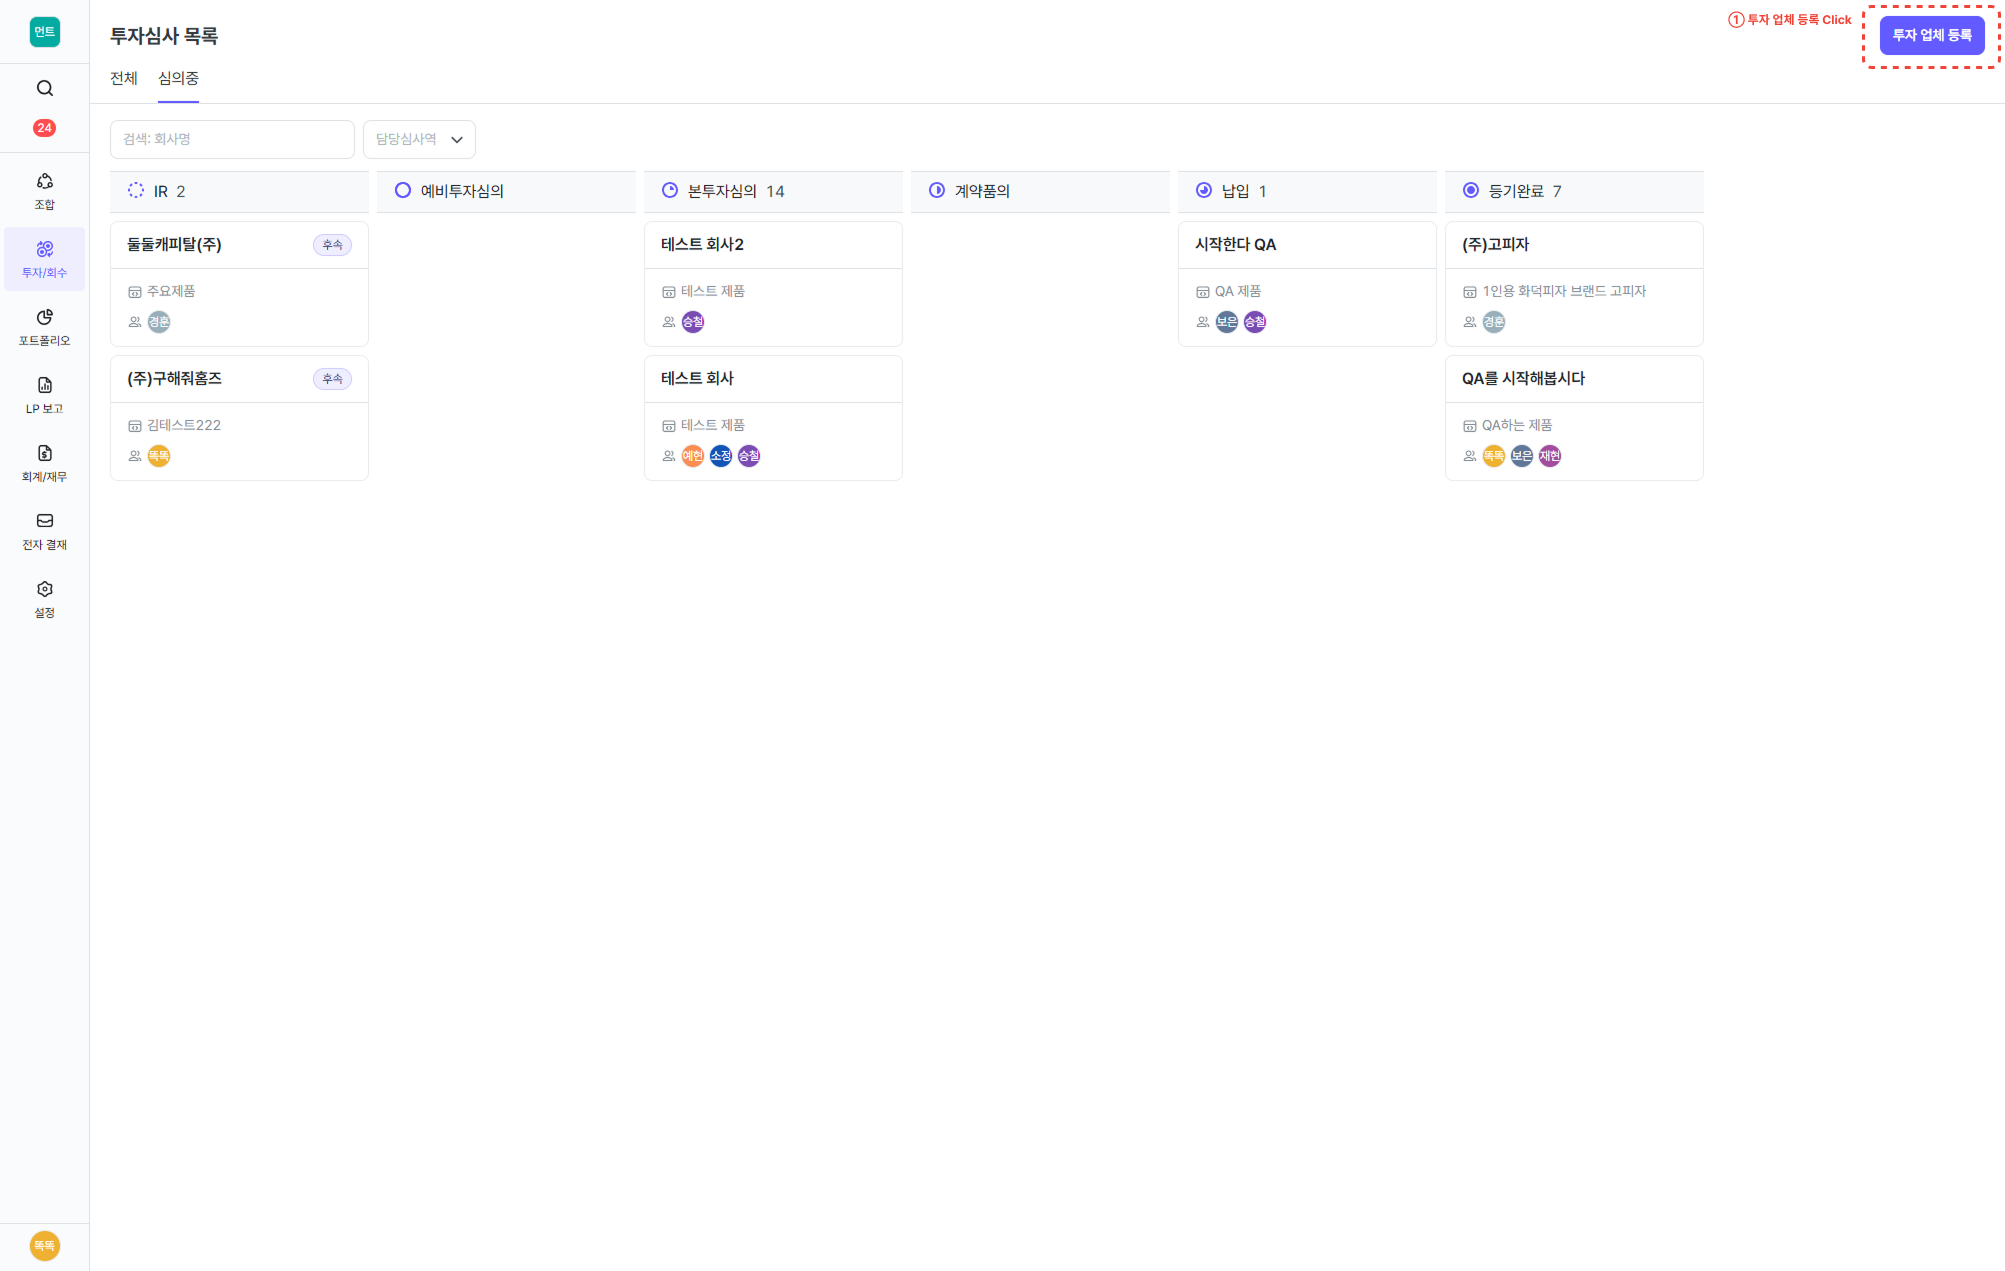 먼트
24
조합
투자/회수
포트폴리오
LP 보고
회계/재무
전자 결재
설정
똑똑
투자심사 목록
① 투자 업체 등록 Click
투자 업체 등록
전체
심의중
검색: 회사명
담당심사역
IR 2
둘둘캐피탈(주)
후속
주요제품
경훈
(주)구해줘홈즈
후속
김테스트222
똑똑
예비투자심의
본투자심의 14
테스트 회사2
테스트 제품
승철
테스트 회사
테스트 제품
예현 소정 승철
계약품의
납입 1
시작한다 QA
QA 제품
보은 승철
등기완료 7
(주)고피자
1인용 화덕피자 브랜드 고피자
경훈
QA를 시작해봅시다
QA하는 제품
똑똑 보은 재현